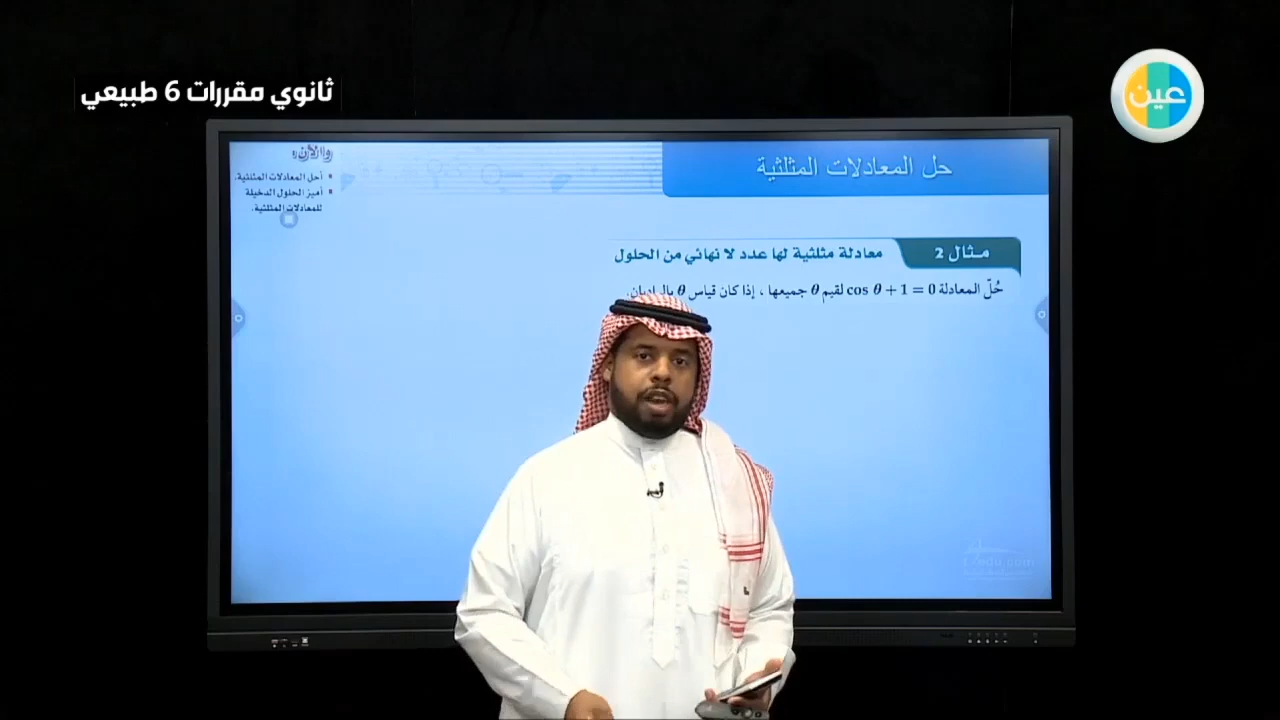 ثانوي مقررات 6 طبيعي
عين
حل المعادلات المثلثية
والآن:
▪ أحل المعادلات المثلثية.
▪ أميز الحلول الدخيلة
للمعادلات المثلثية.
مثال 2 معادلة مثلثية لها عدد لا نهائي من الحلول
حُلّ المعادلة cos θ + 1 = 0 لقيم θ جميعها ، إذا كان قياس θ بالراديان.